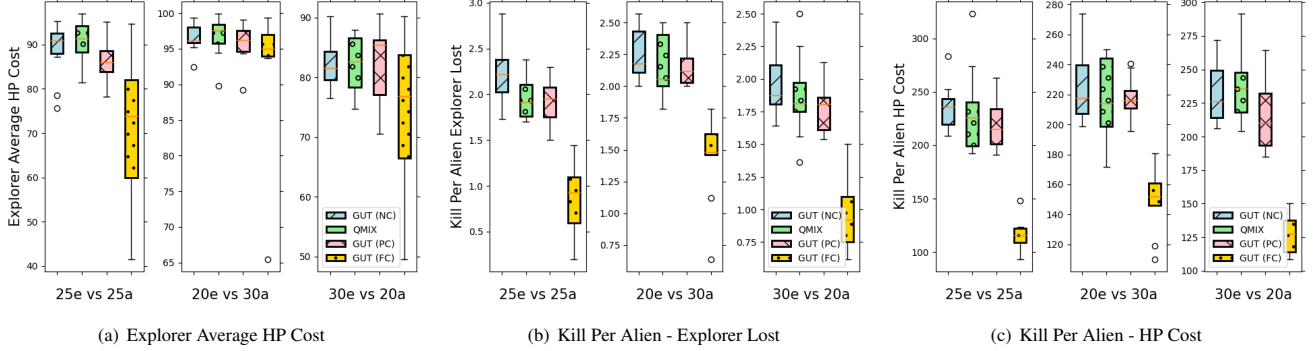 Explorer Average HP Cost
90
80
70
60
50
40
25e vs 25a
100
95
90
85
80
75
70
65
20e vs 30a
90
80
70
60
50
GUT (NC)
QMIX
GUT (PC)
GUT (FC)
30e vs 20a
(a) Explorer Average HP Cost
Kill Per Alien Explorer Lost
3.0
2.5
2.0
1.5
1.0
0.5
25e vs 25a
2.50
2.25
2.00
1.75
1.50
1.25
1.00
0.75
20e vs 30a
2.50
2.25
2.00
1.75
1.50
1.25
1.00
0.75
GUT (NC)
QMIX
GUT (PC)
GUT (FC)
30e vs 20a
(b) Kill Per Alien - Explorer Lost
Kill Per Alien HP Cost
300
250
200
150
100
25e vs 25a
280
260
240
220
200
180
160
140
120
20e vs 30a
300
275
250
225
200
175
150
125
100
GUT (NC)
QMIX
GUT (PC)
GUT (FC)
30e vs 20a
(c) Kill Per Alien - HP Cost